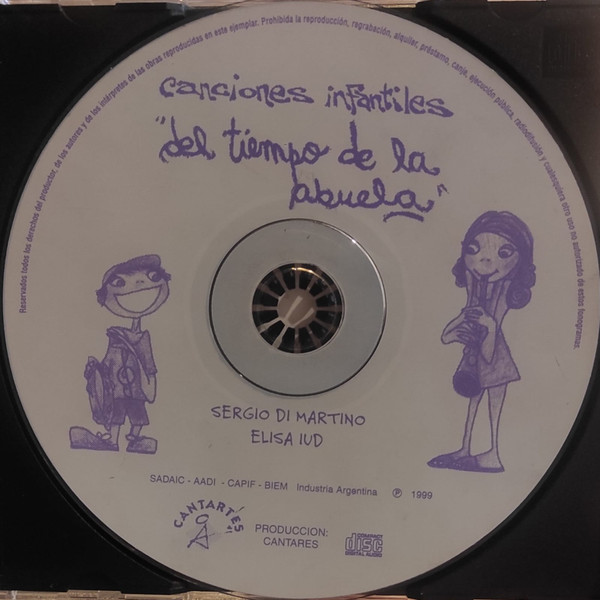 Reservados todos los derechos del productor, de los autores y de los intérpretes de las obras reproducidas en este ejemplar. Prohibida la reproducción, regrabación, alquiler, préstamo, canje, ejecución pública, radiodifusión y cualesquiera otro uso no autorizado de estos fonogramas
canciones infantiles
"del tiempo de la
abuela"
SERGIO DI MARTINO
ELISA IUD
SADAIC - AADI - CAPIF - BIEM Industria Argentina ℗ 1999
CANTARTES
PRODUCCION:
CANTARES
COMPACT
disc
DIGITAL AUDIO